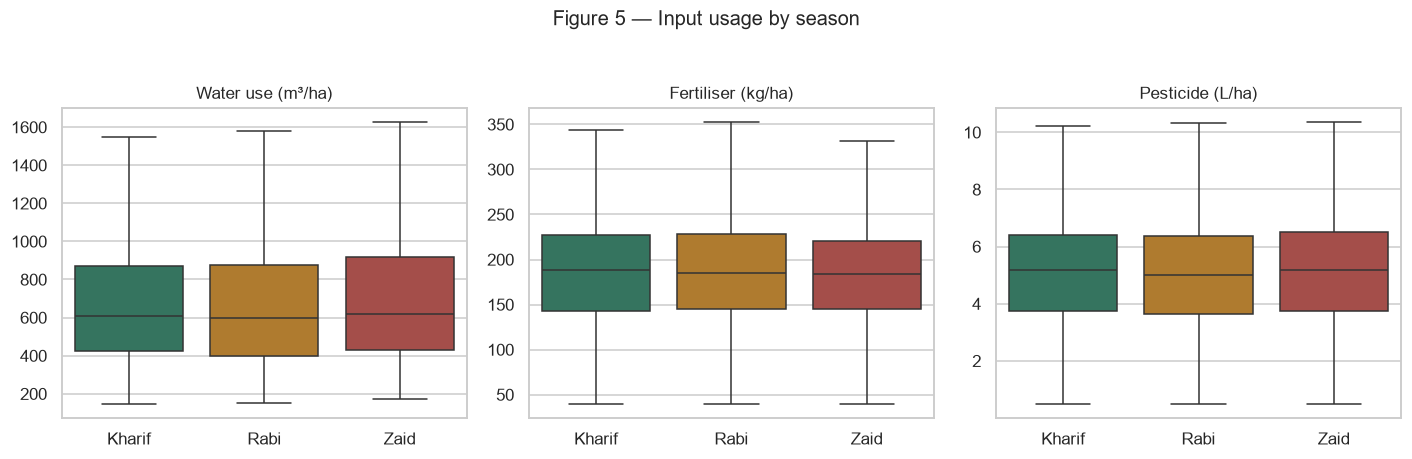 Figure 5 — Input usage by season
Water use (m³/ha)
1600
1400
1200
1000
800
600
400
200
Kharif Rabi Zaid
Fertiliser (kg/ha)
350
300
250
200
150
100
50
Kharif Rabi Zaid
Pesticide (L/ha)
10
8
6
4
2
Kharif Rabi Zaid